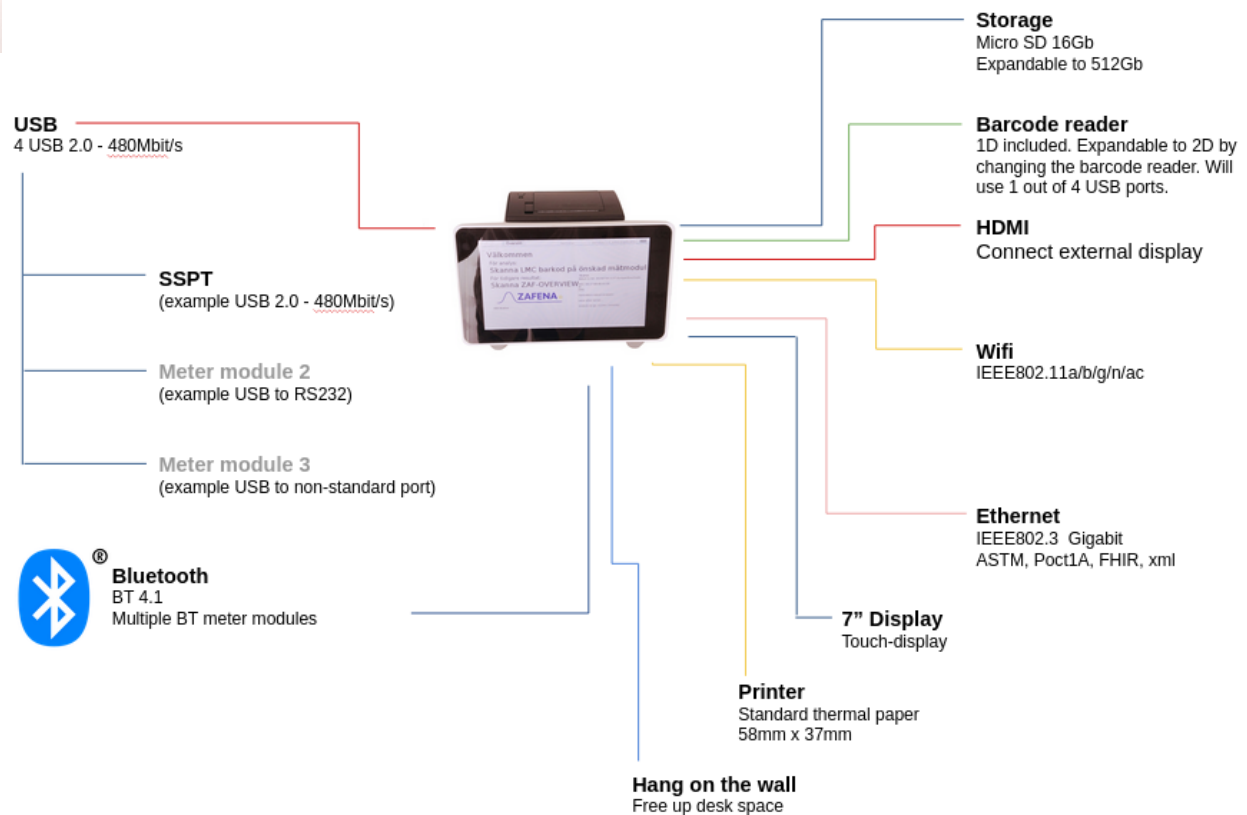 Storage
Micro SD 16Gb
Expandable to 512Gb
USB
4 USB 2.0 - 480Mbit/s
Barcode reader
1D included. Expandable to 2D by
changing the barcode reader. Will
use 1 out of 4 USB ports.
HDMI
Connect external display
Välkommen
För analys:
Skanna LMC barkod på önskad mätmodul
För tidigare resultat:
Skanna ZAF-OVERVIEW
ZAFENA
SSPT
(example USB 2.0 - 480Mbit/s)
Meter module 2
(example USB to RS232)
Meter module 3
(example USB to non-standard port)
Wifi
IEEE802.11a/b/g/n/ac
Ethernet
IEEE802.3  Gigabit
ASTM, Poct1A, FHIR, xml
®
Bluetooth
BT 4.1
Multiple BT meter modules
7” Display
Touch-display
Printer
Standard thermal paper
58mm x 37mm
Hang on the wall
Free up desk space